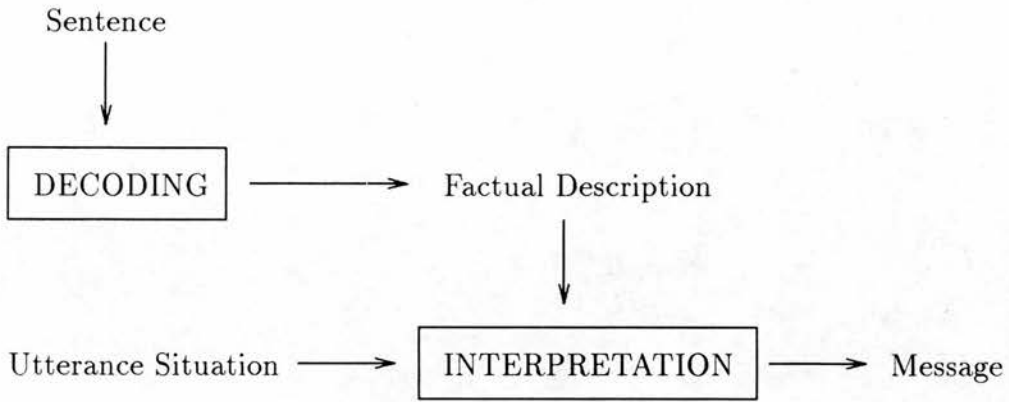 Sentence
DECODING
Factual Description
Utterance Situation
INTERPRETATION
Message